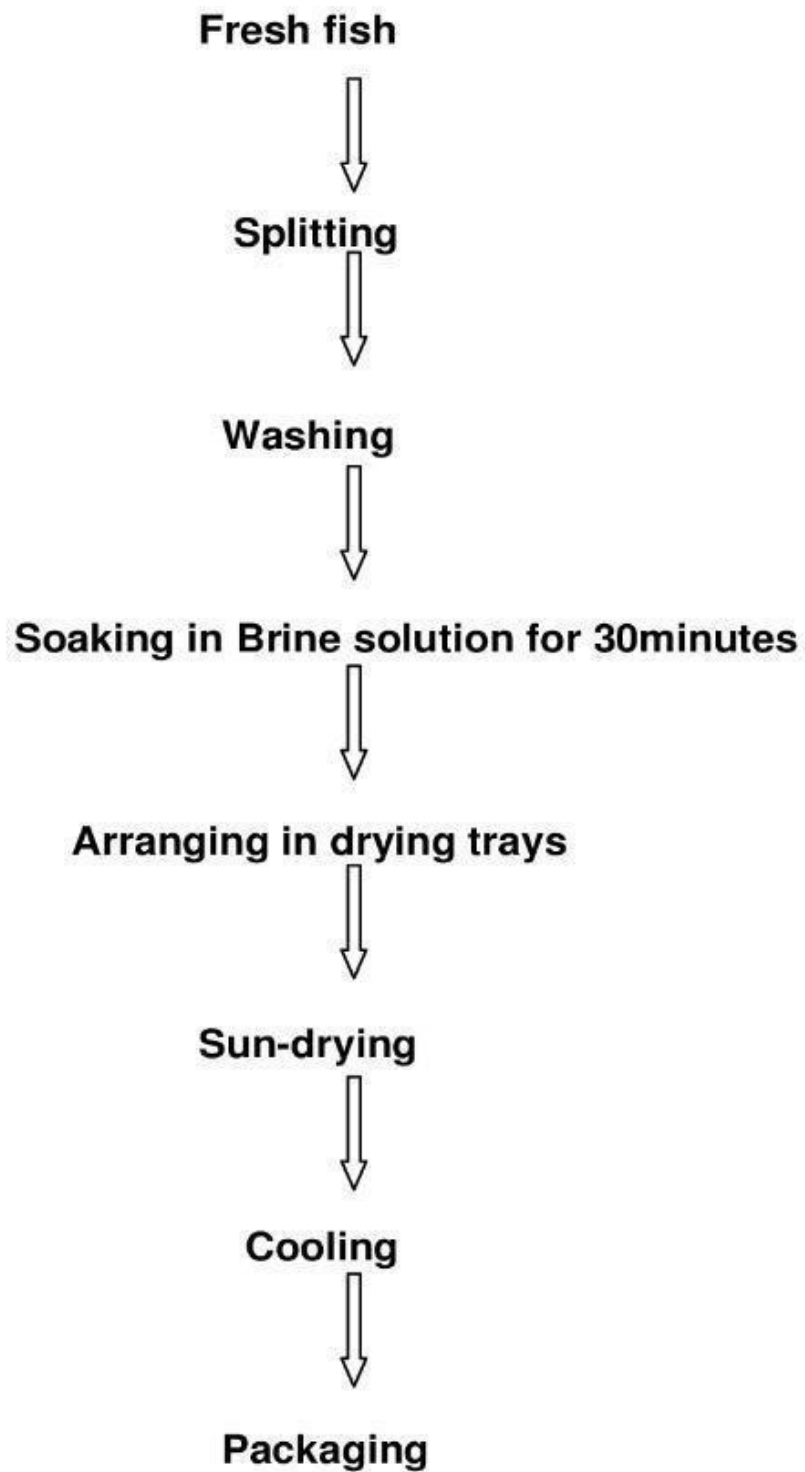 Fresh fish
Splitting
Washing
Soaking in Brine solution for 30minutes
Arranging in drying trays
Sun-drying
Cooling
Packaging